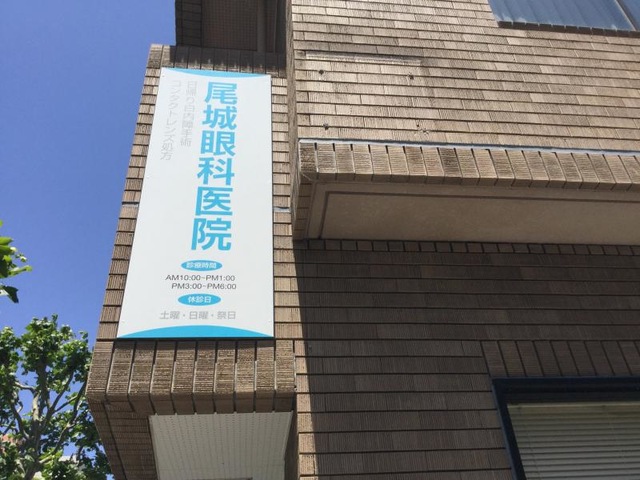 尾城眼科医院
日帰り白内障手術
コンタクトレンズ処方
診療時間
AM10:00-PM1:00
PM3:00-PM6:00
休診日
土曜・日曜・祭日